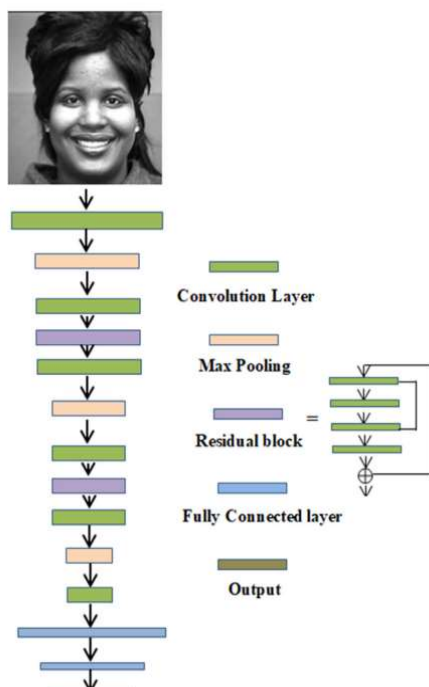 Convolution Layer
Max Pooling
Residual block
=
Fully Connected layer
Output